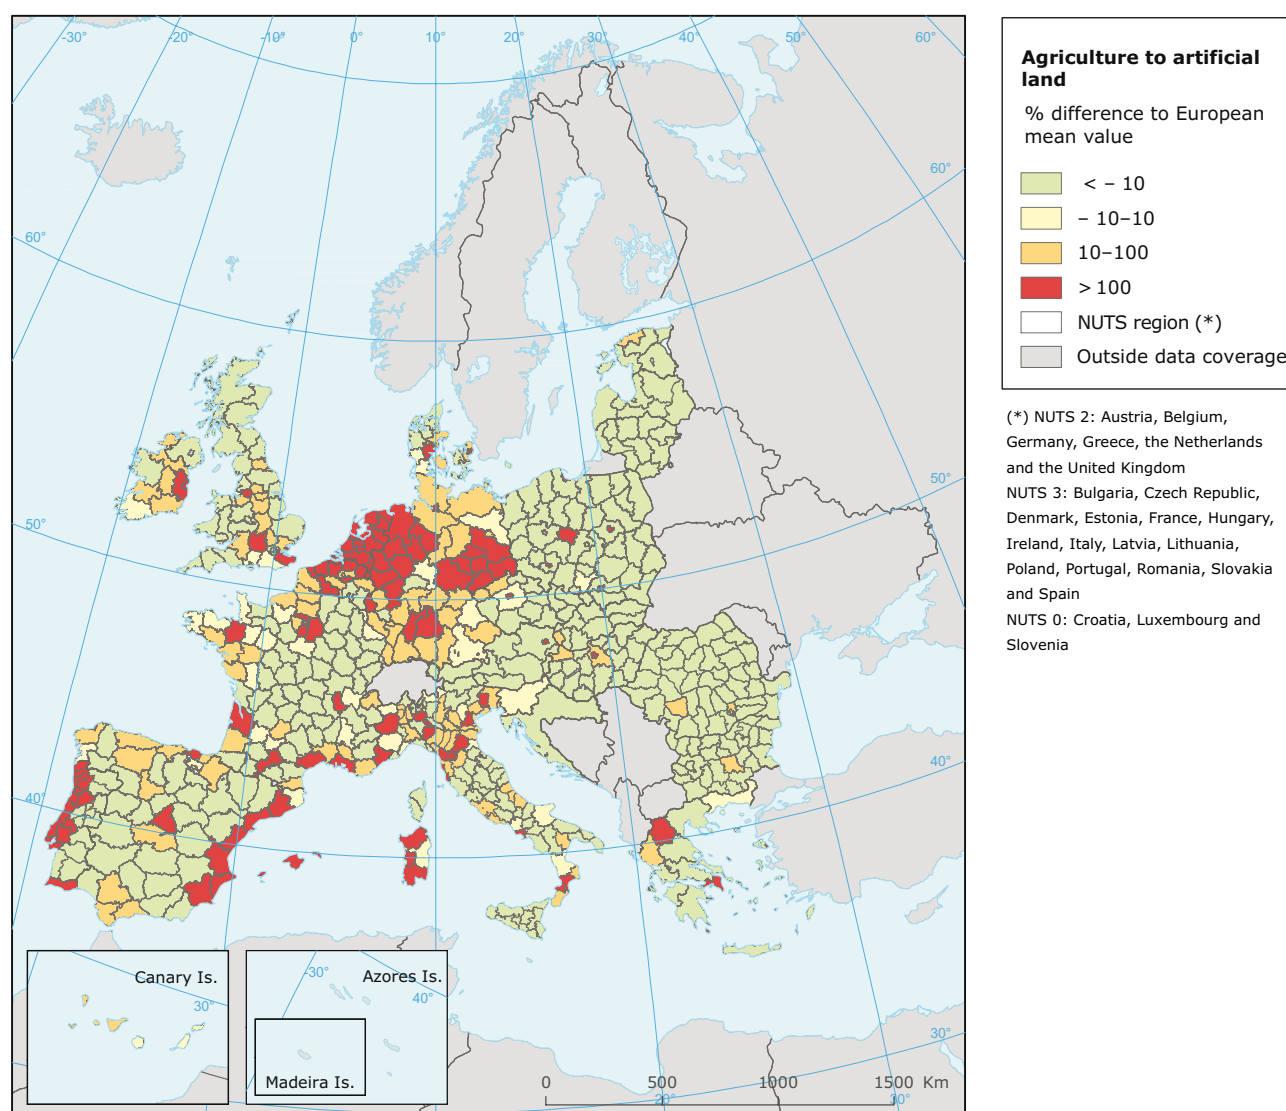 -30°
-20°
-10°
0°
10°
20°
30°
40°
50°
60°
60°
60°
50°
50°
40°
40°
30°
Canary Is.
30°
-30°
Azores Is.
40°
Madeira Is.
0
500
1000
1500 Km
20°
30°
Agriculture to artificial
land
% difference to European
mean value
< – 10
– 10–10
10–100
> 100
NUTS region (*)
Outside data coverage
(*) NUTS 2: Austria, Belgium,
Germany, Greece, the Netherlands
and the United Kingdom
NUTS 3: Bulgaria, Czech Republic,
Denmark, Estonia, France, Hungary,
Ireland, Italy, Latvia, Lithuania,
Poland, Portugal, Romania, Slovakia
and Spain
NUTS 0: Croatia, Luxembourg and
Slovenia